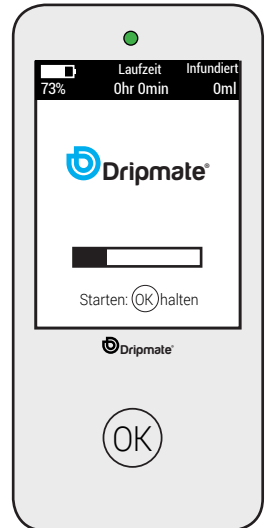 Laufzeit Infundiert
73% 0hr 0min 0ml
Dripmate®
Starten: OK halten
Dripmate®
OK